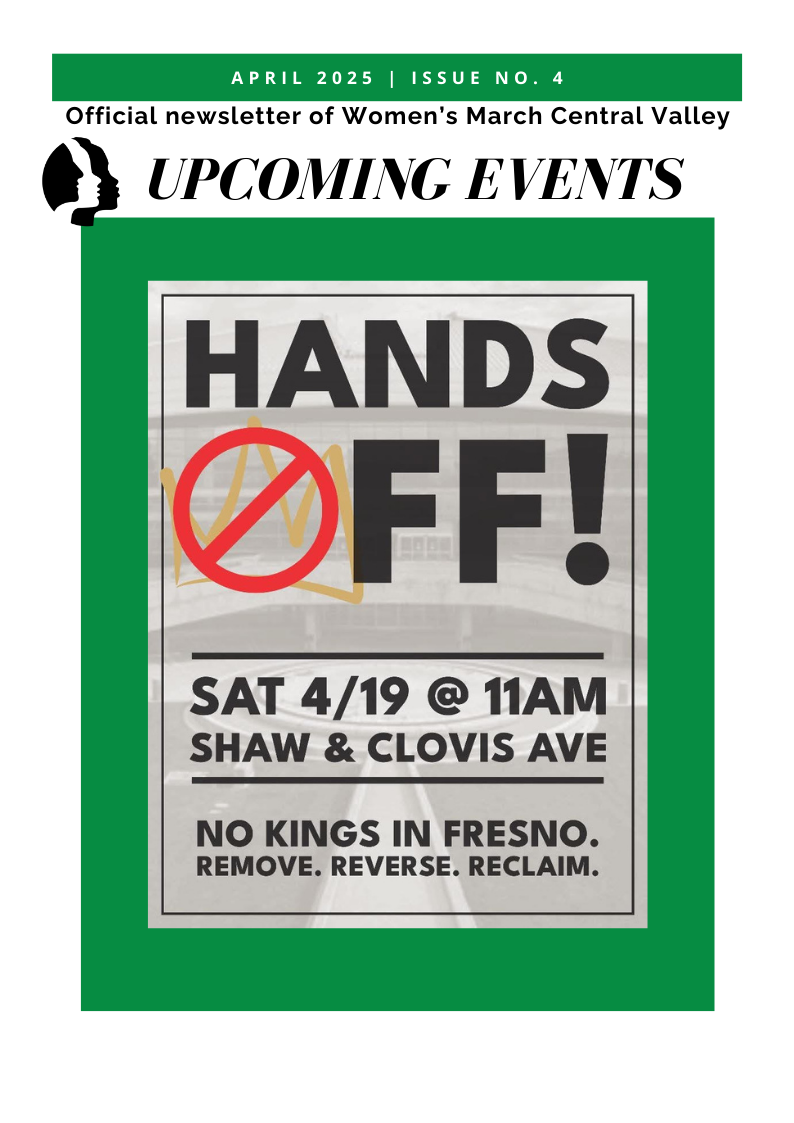 APRIL 2025 | ISSUE NO. 4
Official newsletter of Women's March Central Valley
UPCOMING EVENTS
HANDS
OFF!
SAT 4/19 @ 11AM
SHAW & CLOVIS AVE
NO KINGS IN FRESNO.
REMOVE. REVERSE. RECLAIM.